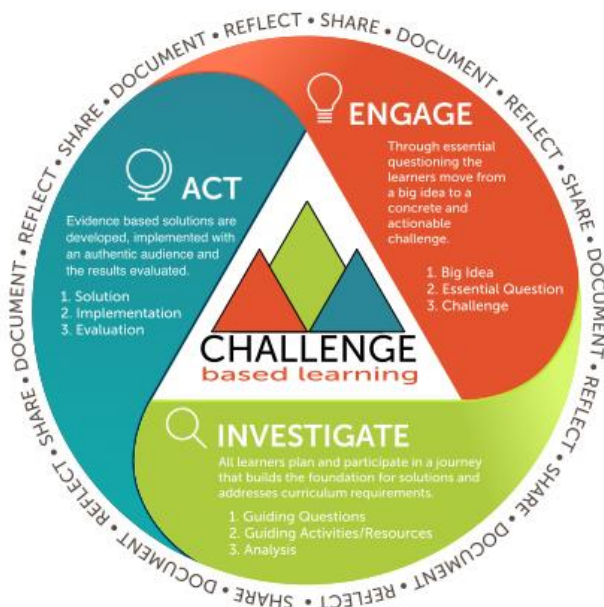 DOCUMENT • REFLECT • SHARE • DOCUMENT • REFLECT • SHARE • DOCUMENT • REFLECT • SHARE • DOCUMENT • REFLECT • SHARE • DOCUMENT • REFLECT • SHARE • DOCUMENT • REFLECT • SHARE •
ENGAGE
Through essential
questioning the
learners move from
a big idea to a
concrete and
actionable
challenge.
1. Big Idea
2. Essential Question
3. Challenge
ACT
Evidence based solutions are
developed, implemented with
an authentic audience and
the results evaluated.
1. Solution
2. Implementation
3. Evaluation
CHALLENGE
based learning
INVESTIGATE
All learners plan and participate in a journey
that builds the foundation for solutions and
addresses curriculum requirements.
1. Guiding Questions
2. Guiding Activities/Resources
3. Analysis